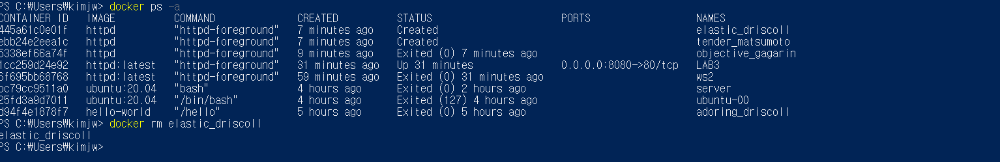 PS C:₩Users₩kimjw> docker ps -a
CONTAINER ID   IMAGE          COMMAND              CREATED          STATUS                      PORTS                  NAMES
445a61c0e01f   httpd          "httpd-foreground"   7 minutes ago    Created                                            elastic_driscoll
ebb24e2eea1c   httpd          "httpd-foreground"   7 minutes ago    Created                                            tender_matsumoto
5338ef66a74f   httpd          "httpd-foreground"   9 minutes ago    Exited (0) 7 minutes ago                           objective_gagarin
1cc259d24e92   httpd:latest   "httpd-foreground"   31 minutes ago   Up 31 minutes               0.0.0.0:8080->80/tcp   LAB3
6f695bb68768   httpd:latest   "httpd-foreground"   59 minutes ago   Exited (0) 31 minutes ago                          ws2
bc79cc9511a0   ubuntu:20.04   "bash"               4 hours ago      Exited (0) 2 hours ago                             server
25fd3a9d7011   ubuntu:20.04   "/bin/bash"          4 hours ago      Exited (127) 4 hours ago                           ubuntu-00
d94f4e1878f7   hello-world    "/hello"             5 hours ago      Exited (0) 5 hours ago                             adoring_driscoll
PS C:₩Users₩kimjw> docker rm elastic_driscoll
elastic_driscoll
PS C:₩Users₩kimjw>